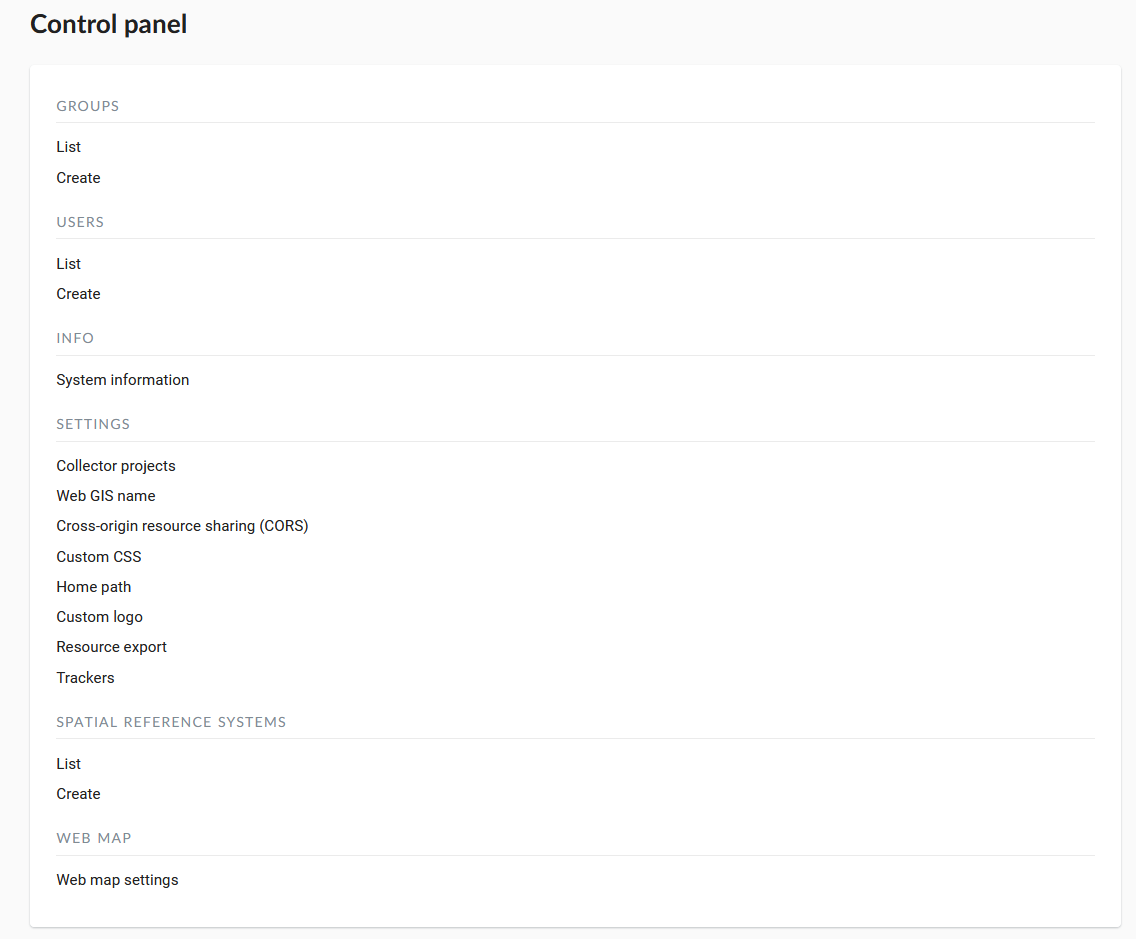 Control panel
GROUPS
List
Create
USERS
List
Create
INFO
System information
SETTINGS
Collector projects
Web GIS name
Cross-origin resource sharing (CORS)
Custom CSS
Home path
Custom logo
Resource export
Trackers
SPATIAL REFERENCE SYSTEMS
List
Create
WEB MAP
Web map settings